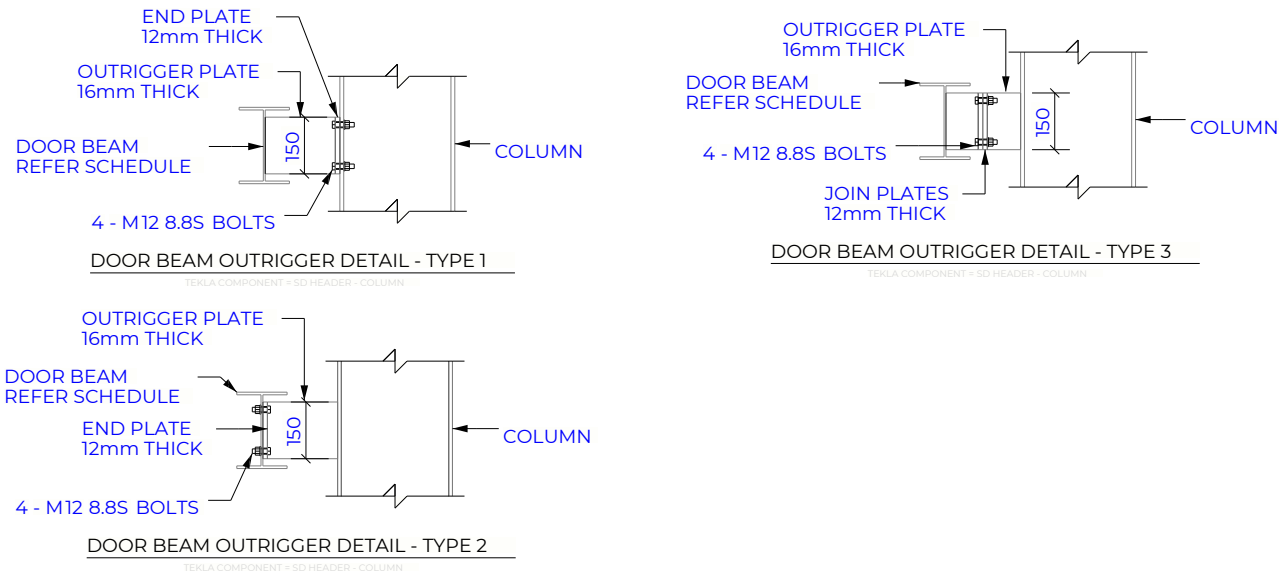 END PLATE
12mm THICK
OUTRIGGER PLATE
16mm THICK
DOOR BEAM
REFER SCHEDULE
150
COLUMN
4 - M12 8.8S BOLTS
DOOR BEAM OUTRIGGER DETAIL - TYPE 1
TEKLA COMPONENT = SD HEADER - COLUMN
OUTRIGGER PLATE
16mm THICK
DOOR BEAM
REFER SCHEDULE
150
COLUMN
4 - M12 8.8S BOLTS
JOIN PLATES
12mm THICK
DOOR BEAM OUTRIGGER DETAIL - TYPE 3
TEKLA COMPONENT = SD HEADER - COLUMN
OUTRIGGER PLATE
16mm THICK
DOOR BEAM
REFER SCHEDULE
END PLATE
12mm THICK
150
COLUMN
4 - M12 8.8S BOLTS
DOOR BEAM OUTRIGGER DETAIL - TYPE 2
TEKLA COMPONENT = SD HEADER - COLUMN